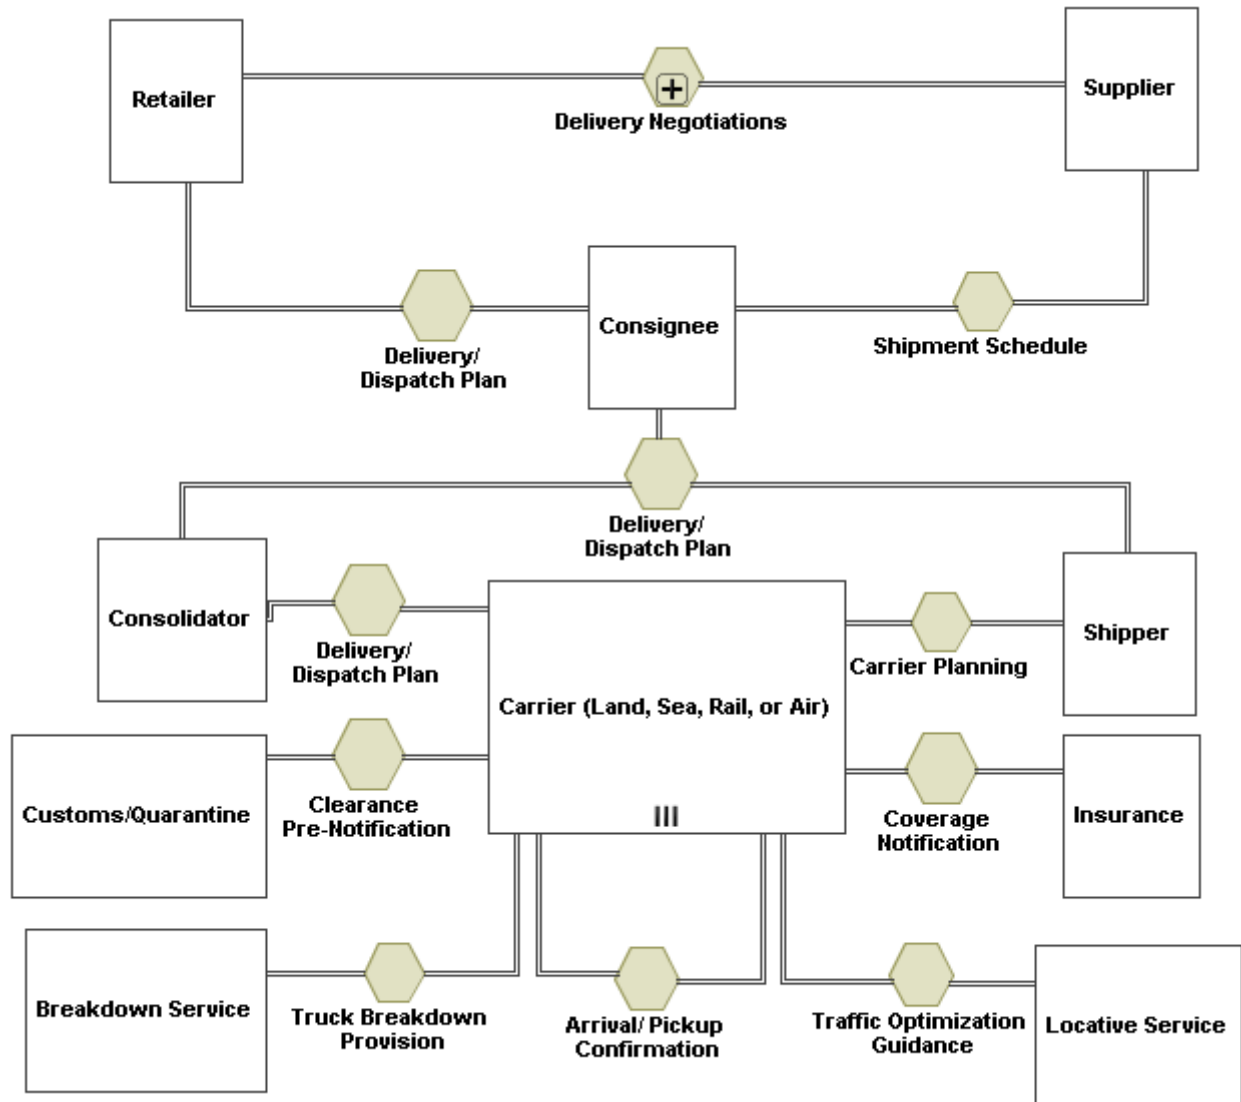 Retailer
Supplier
Delivery Negotiations
Consignee
Delivery/
Dispatch Plan
Shipment Schedule
Delivery/
Dispatch Plan
Consolidator
Delivery/
Dispatch Plan
Carrier (Land, Sea, Rail, or Air)
Carrier Planning
Shipper
Customs/Quarantine
Clearance
Pre-Notification
Coverage
Notification
Insurance
Breakdown Service
Truck Breakdown
Provision
Arrival/ Pickup
Confirmation
Traffic Optimization
Guidance
Locative Service